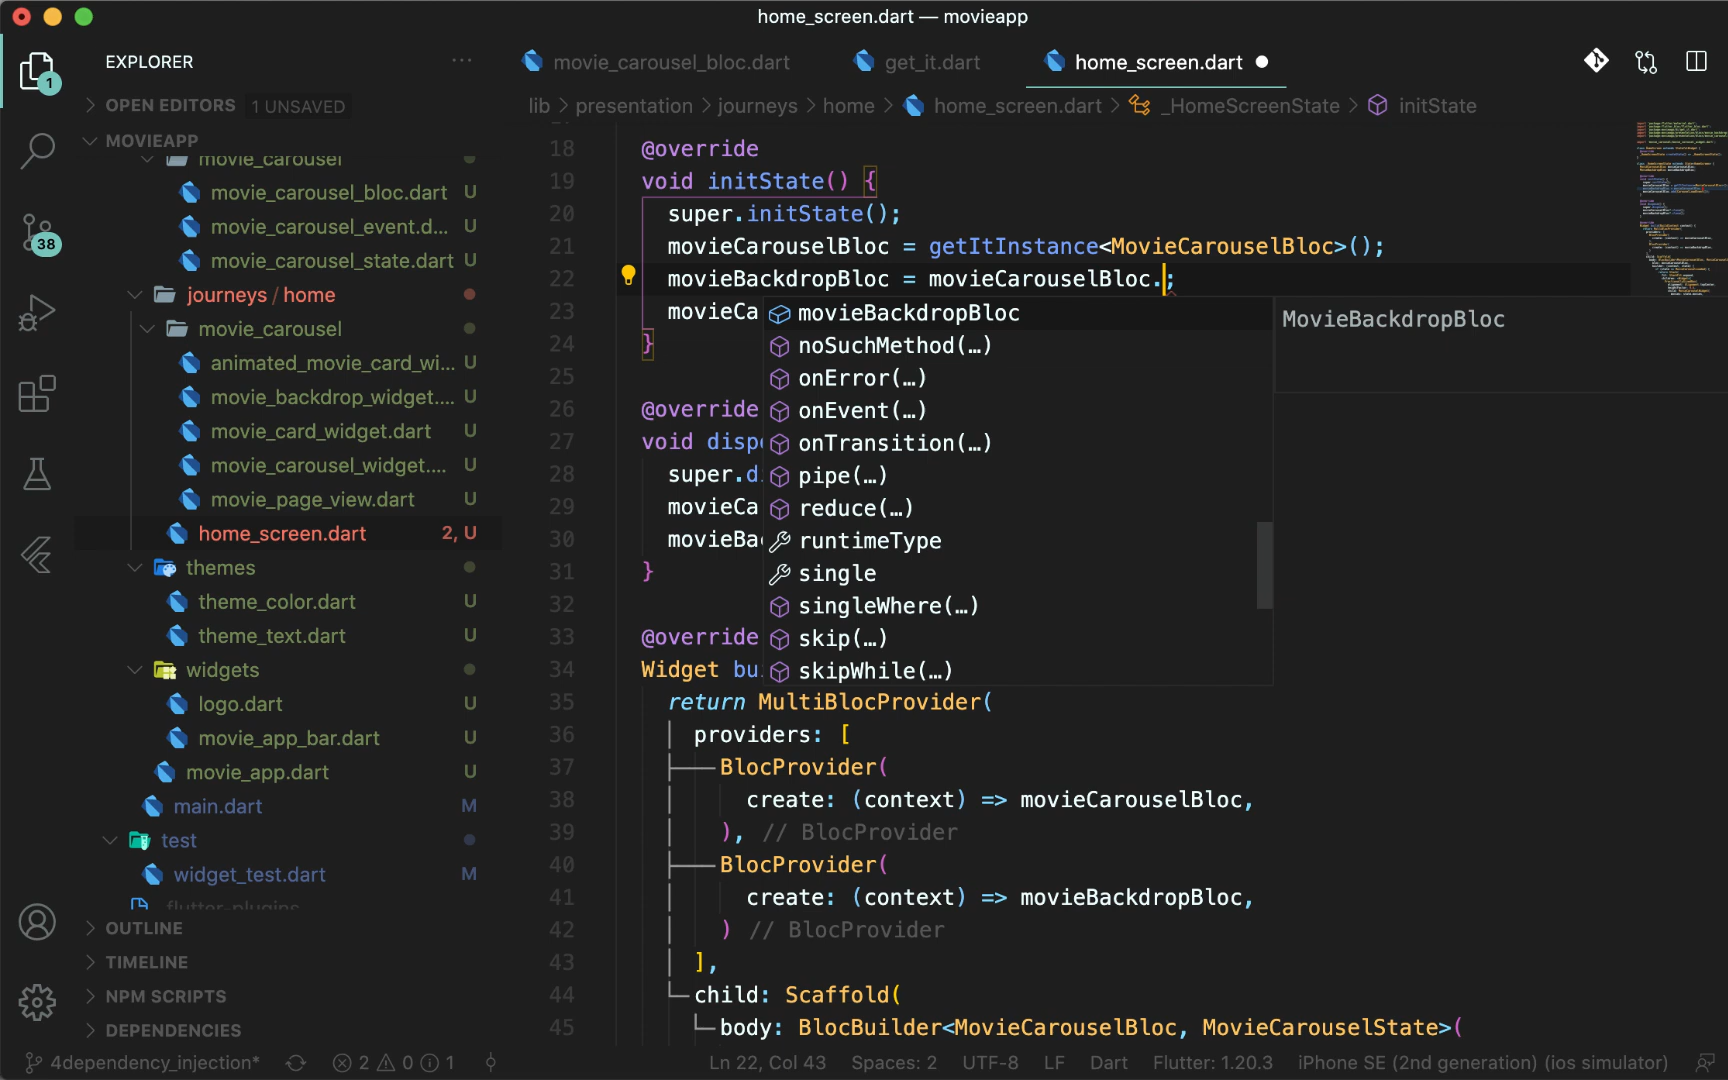 home_screen.dart — movieapp
EXPLORER
movie_carousel_bloc.dart
get_it.dart
home_screen.dart
OPEN EDITORS 1 UNSAVED
lib > presentation > journeys > home > home_screen.dart > _HomeScreenState > initState
MOVIEAPP
movie_carousel
movie_carousel_bloc.dart U
movie_carousel_event.d... U
movie_carousel_state.dart U
journeys / home
movie_carousel
animated_movie_card_wi... U
movie_backdrop_widget.... U
movie_card_widget.dart U
movie_carousel_widget.... U
movie_page_view.dart U
home_screen.dart 2, U
themes
theme_color.dart U
theme_text.dart U
widgets
logo.dart U
movie_app_bar.dart U
movie_app.dart U
main.dart M
test
widget_test.dart M
flutter-plugins
OUTLINE
TIMELINE
NPM SCRIPTS
DEPENDENCIES
1
38
18 @override
19 void initState() {
20 super.initState();
21 movieCarouselBloc = getItInstance<MovieCarouselBloc>();
22 movieBackdropBloc = movieCarouselBloc.;
23 movieCa
24 }
25
26 @override
27 void dispo
28 super.di
29 movieCa
30 movieBa
31 }
32
33 @override
34 Widget bu
35 return MultiBlocProvider(
36 providers: [
37 BlocProvider(
38 create: (context) => movieCarouselBloc,
39 ), // BlocProvider
40 BlocProvider(
41 create: (context) => movieBackdropBloc,
42 ) // BlocProvider
43 ],
44 child: Scaffold(
45 body: BlocBuilder<MovieCarouselBloc, MovieCarouselState>(
movieBackdropBloc
noSuchMethod(…)
onError(…)
onEvent(…)
onTransition(…)
pipe(…)
reduce(…)
runtimeType
single
singleWhere(…)
skip(…)
skipWhile(…)
MovieBackdropBloc
4dependency_injection* 2 0 1 Ln 22, Col 43 Spaces: 2 UTF-8 LF Dart Flutter: 1.20.3 iPhone SE (2nd generation) (ios simulator)